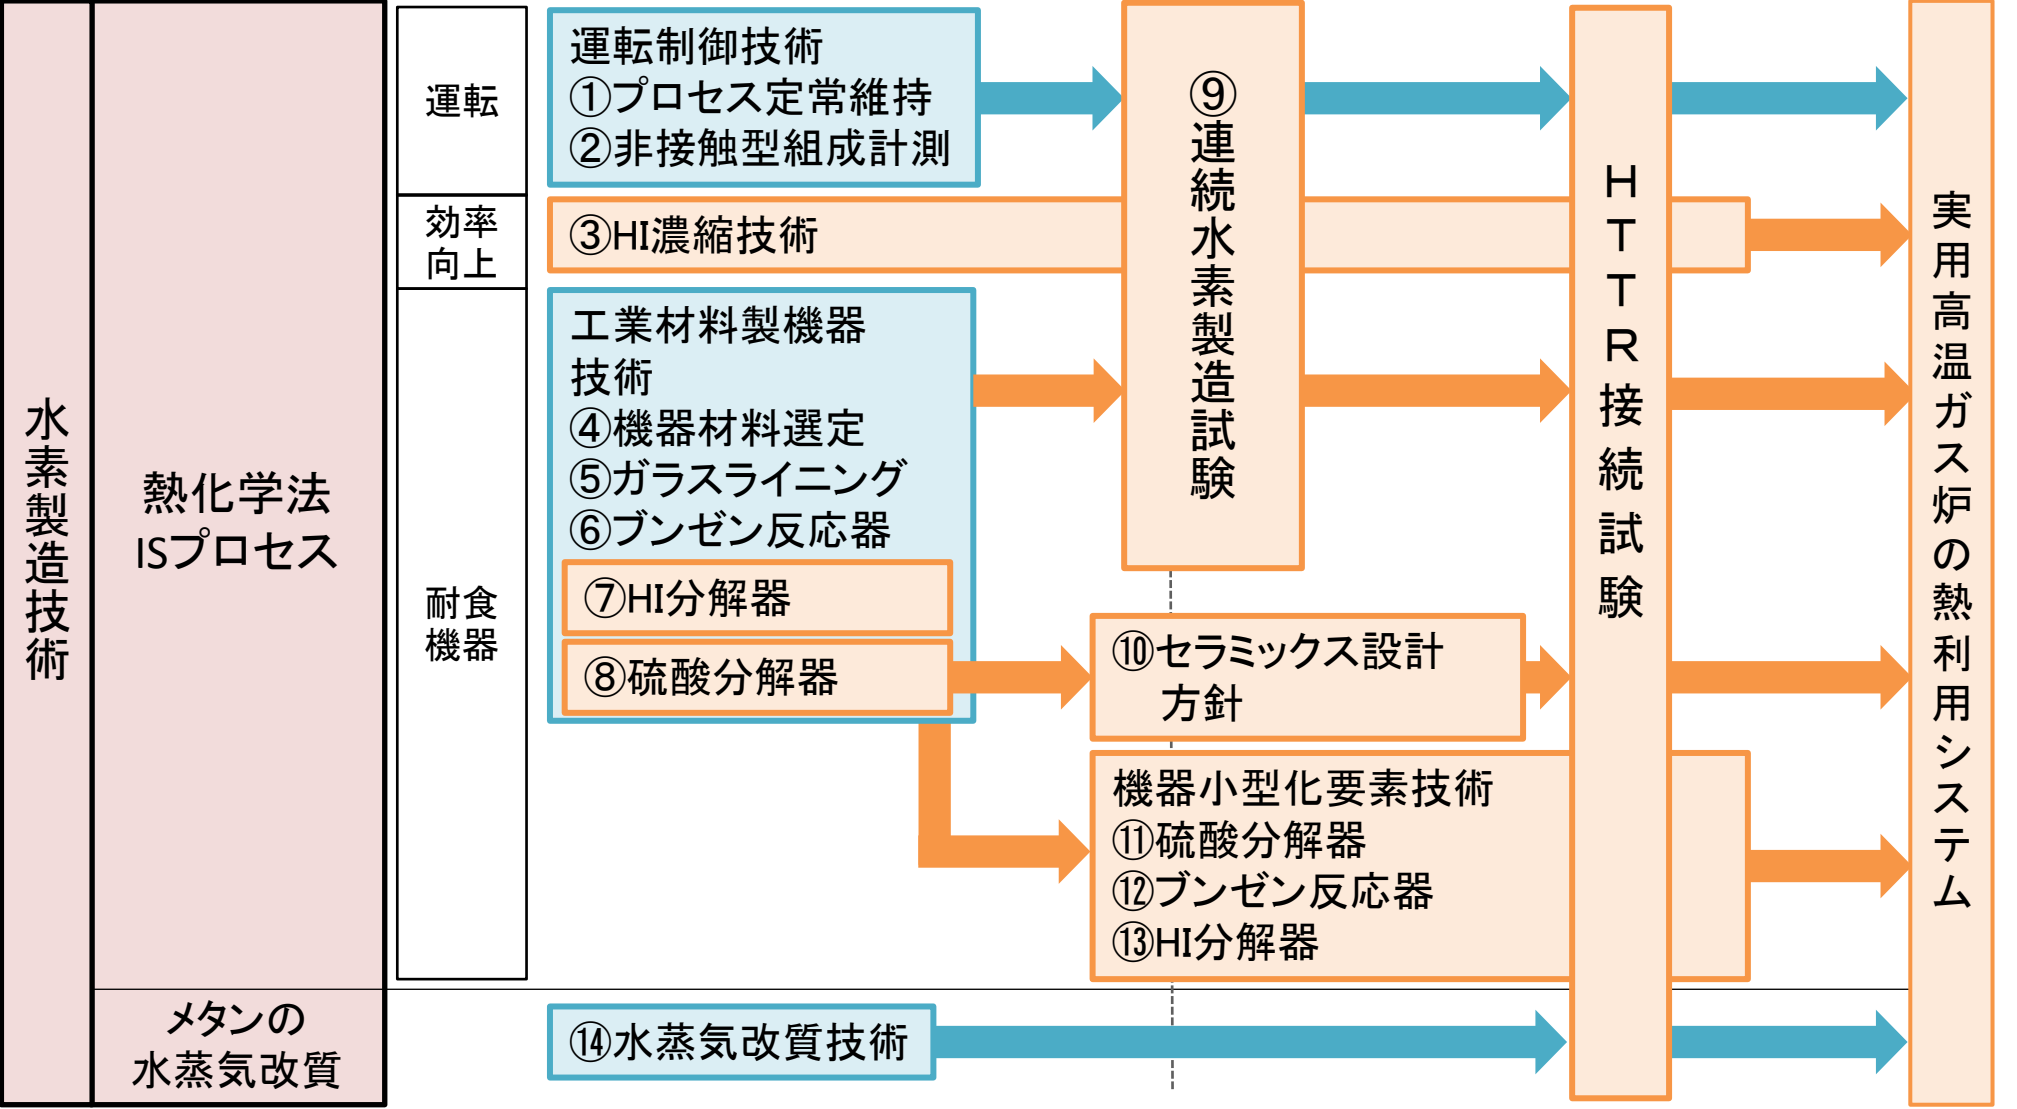 水素製造技術
熱化学法
ISプロセス
メタンの
水蒸気改質
運転
効率
向上
耐食
機器
運転制御技術
①プロセス定常維持
②非接触型組成計測
③HI濃縮技術
工業材料製機器
技術
④機器材料選定
⑤ガラスライニング
⑥ブンゼン反応器
⑦HI分解器
⑧硫酸分解器
⑨連続水素製造試験
⑩セラミックス設計
方針
機器小型化要素技術
⑪硫酸分解器
⑫ブンゼン反応器
⑬HI分解器
⑭水蒸気改質技術
HTTR接続試験
実用高温ガス炉の熱利用システム